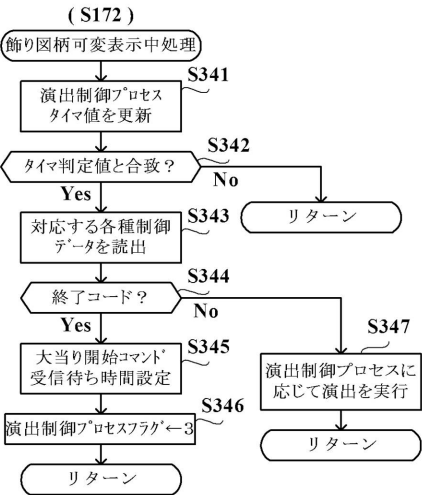 ( S172 )
飾り図柄可変表示中処理
S341
演出制御プロセス
タイマ値を更新
S342
タイマ判定値と合致？
Yes
No
リターン
S343
対応する各種制御
データを読出
S344
終了コード？
Yes
No
S345
大当り開始コマンド
受信待ち時間設定
S347
演出制御プロセスに
応じて演出を実行
S346
演出制御プロセスフラグ←3
リターン
リターン